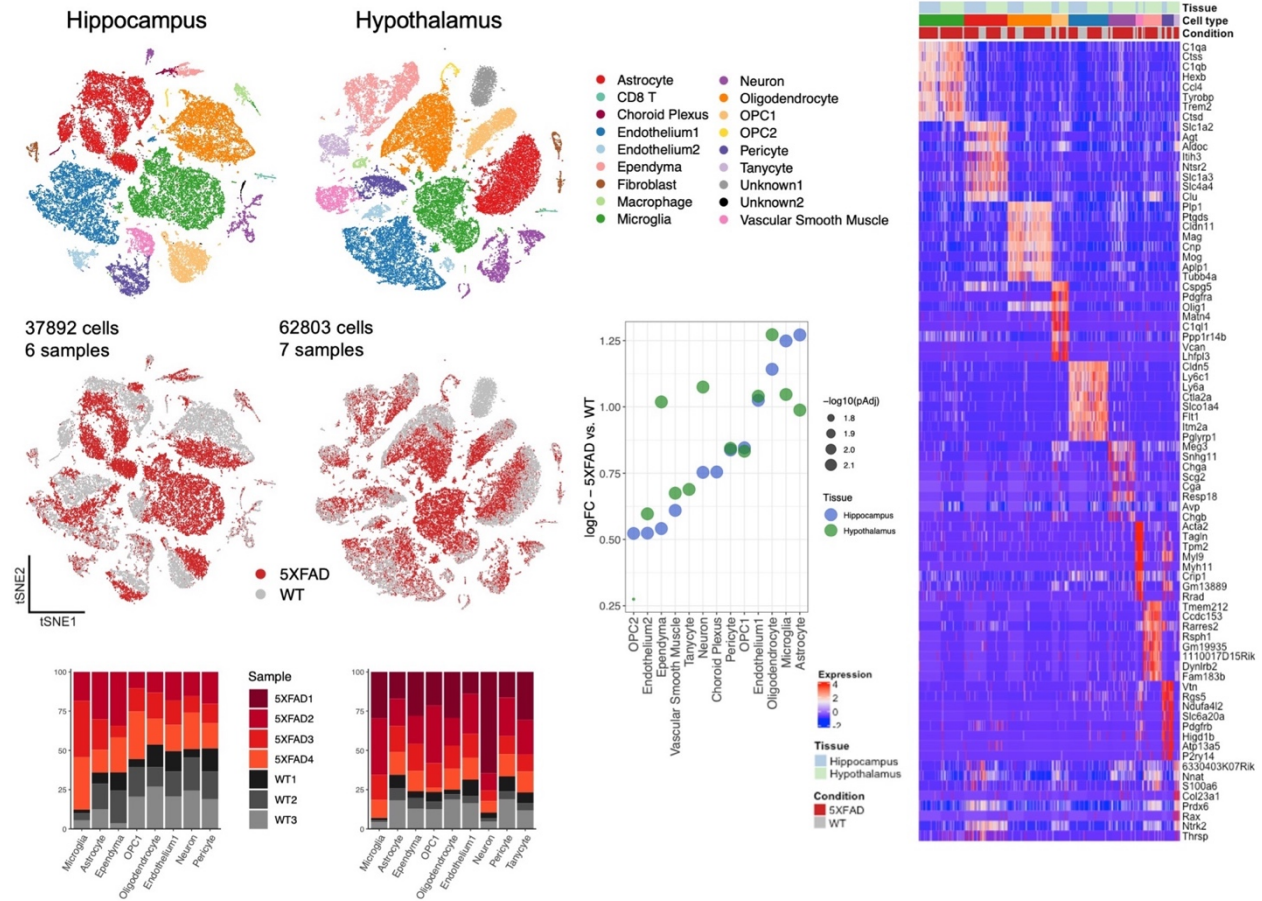 Hippocampus
Hypothalamus
Astrocyte
CD8 T
Choroid Plexus
Endothelium1
Endothelium2
Ependyma
Fibroblast
Macrophage
Microglia
Neuron
Oligodendrocyte
OPC1
OPC2
Pericyte
Tanycyte
Unknown1
Unknown2
Vascular Smooth Muscle
37892 cells
6 samples
62803 cells
7 samples
tSNE2
tSNE1
5XFAD
WT
logFC – 5XFAD vs. WT
1.25
1.00
0.75
0.50
0.25
OPC2
Endothelium2
Ependyma
Vascular Smooth Muscle
Tanycyte
Neuron
Choroid Plexus
Pericyte
OPC1
Endothelium1
Oligodendrocyte
Microglia
Astrocyte
–log10(pAdj)
1.8
1.9
2.0
2.1
Tissue
Hippocampus
Hypothalamus
100
75
50
25
0
Microglia
Astrocyte
Ependyma
OPC1
Oligodendrocyte
Endothelium1
Neuron
Pericyte
Sample
5XFAD1
5XFAD2
5XFAD3
5XFAD4
WT1
WT2
WT3
100
75
50
25
0
Microglia
Astrocyte
Ependyma
OPC1
Oligodendrocyte
Endothelium1
Neuron
Pericyte
Tanycyte
Expression
4
2
0
-2
Tissue
Hippocampus
Hypothalamus
Condition
5XFAD
WT
Tissue
Cell type
Condition
C1qa
Ctss
C1qb
Hexb
Ccl4
Tyrobp
Trem2
Ctsd
Slc1a2
Agt
Aldoc
Itih3
Ntsr2
Slc1a3
Slc4a4
Clu
Plp1
Ptgds
Cldn11
Mag
Cnp
Mog
Aplp1
Tubb4a
Cspg5
Pdgfra
Olig1
Matn4
C1ql1
Ppp1r14b
Vcan
Lhfpl3
Cldn5
Ly6c1
Ly6a
Ctla2a
Slco1a4
Flt1
Itm2a
Pglyrp1
Meg3
Snhg11
Chga
Scg2
Cga
Resp18
Avp
Chgb
Acta2
Tagln
Tpm2
Myl9
Myh11
Crip1
Gm13889
Rrad
Tmem212
Ccdc153
Rarres2
Rsph1
Gm19935
1110017D15Rik
Dynlrb2
Fam183b
Vtn
Rgs5
Ndufa4l2
Slc6a20a
Pdgfrb
Higd1b
Atp13a5
P2ry14
6330403K07Rik
Nnat
S100a6
Col23a1
Prdx6
Rax
Ntrk2
Thrsp